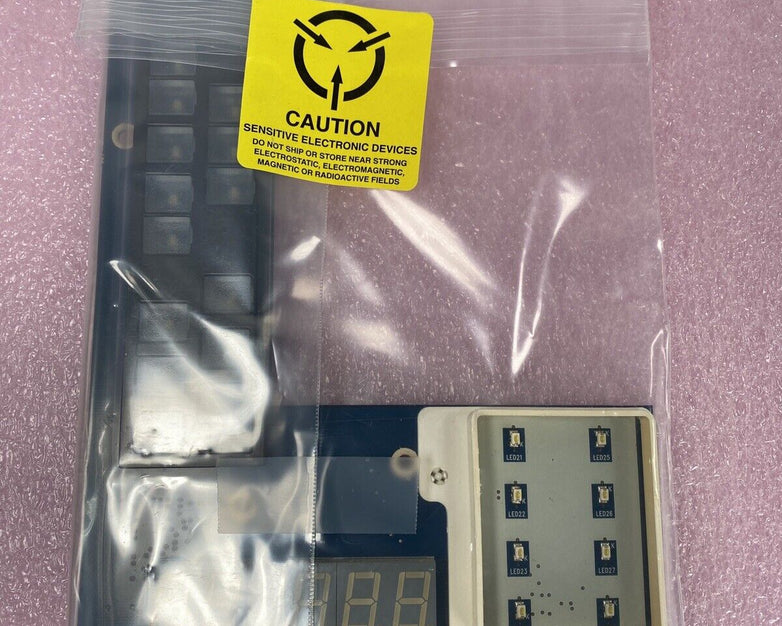 CAUTION
SENSITIVE ELECTRONIC DEVICES
DO NOT SHIP OR STORE NEAR STRONG
ELECTROSTATIC, ELECTROMAGNETIC,
MAGNETIC OR RADIOACTIVE FIELDS
LED21 LED25
LED22 LED26
LED23 LED27